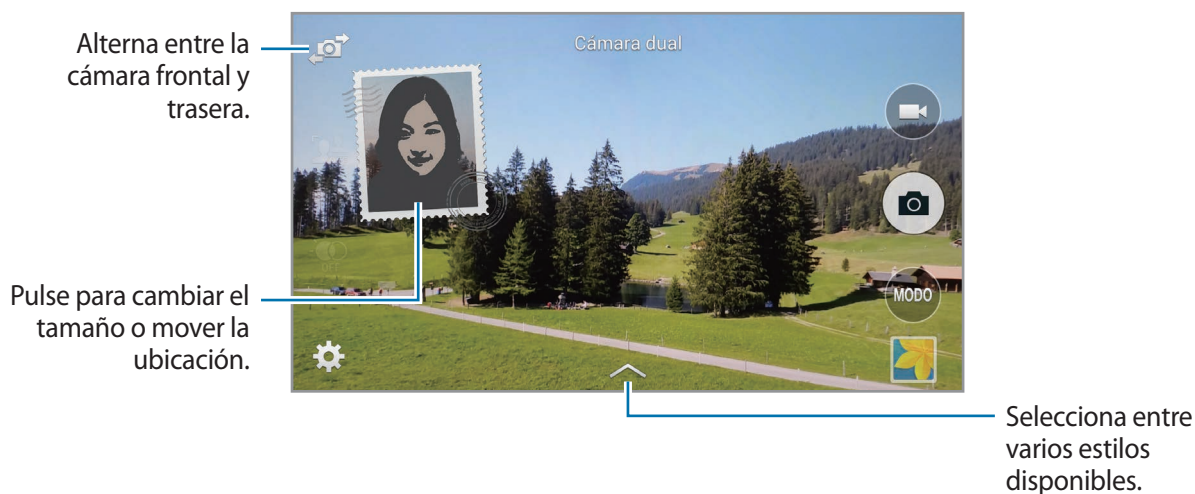 Alterna entre la
cámara frontal y
trasera.
Cámara dual
Pulse para cambiar el
tamaño o mover la
ubicación.
OFF
MODO
Selecciona entre
varios estilos
disponibles.